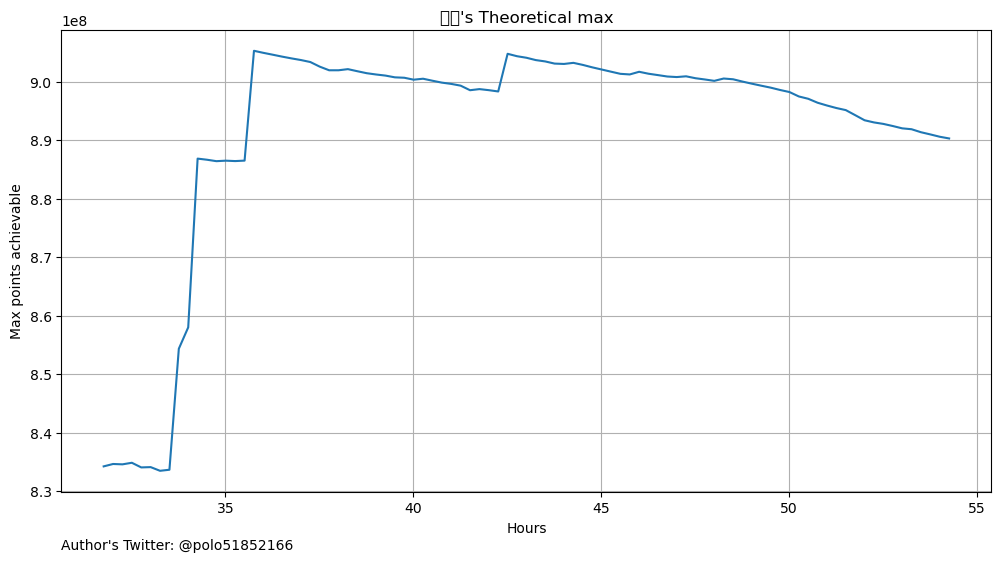 's Theoretical max
1e8
9.0
8.9
8.8
8.7
8.6
8.5
8.4
8.3
Max points achievable
35 40 45 50 55
Hours
Author's Twitter: @polo51852166